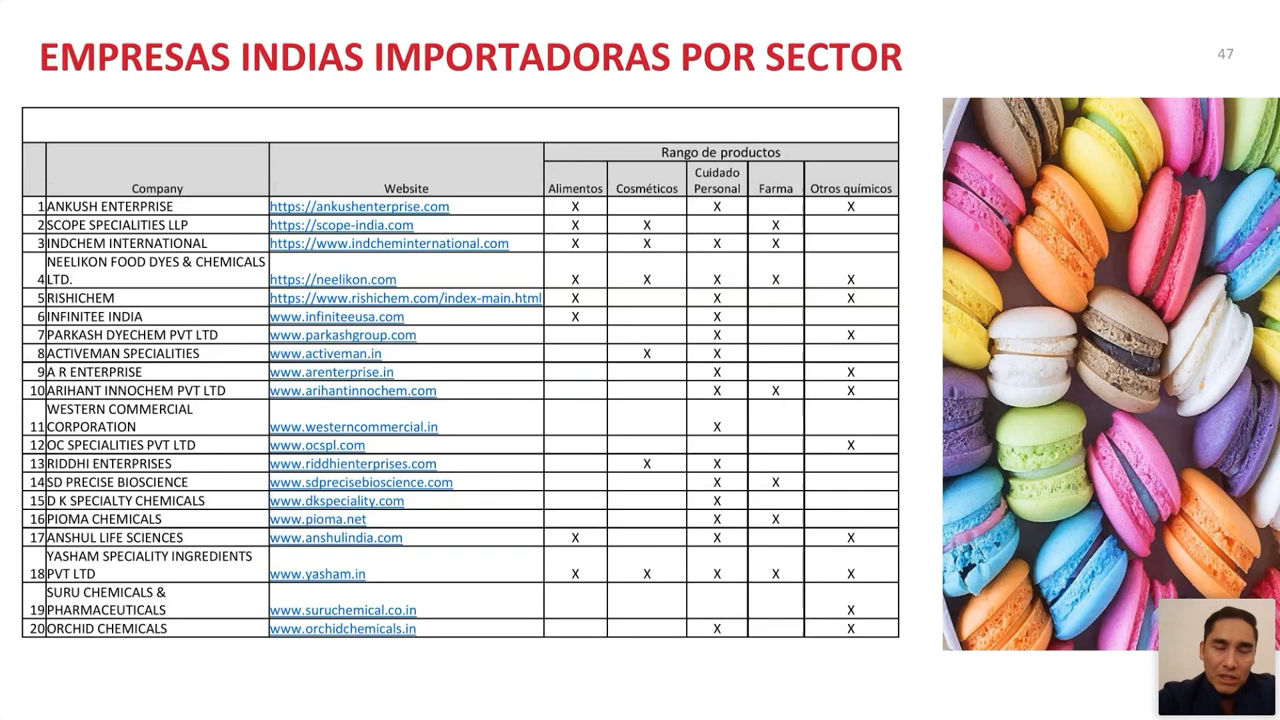 EMPRESAS INDIAS IMPORTADORAS POR SECTOR
47
Rango de productos
Company Website Alimentos Cosméticos Cuidado Personal Farma Otros químicos
1 ANKUSH ENTERPRISE https://ankushenterprise.com X X X
2 SCOPE SPECIALITIES LLP https://scope-india.com X X X
3 INDCHEM INTERNATIONAL https://www.indcheminternational.com X X X X
NEELIKON FOOD DYES & CHEMICALS
4 LTD. https://neelikon.com X X X X X
5 RISHICHEM https://www.rishichem.com/index-main.html X X X
6 INFINITEE INDIA www.infiniteeusa.com X X
7 PARKASH DYECHEM PVT LTD www.parkashgroup.com X X
8 ACTIVEMAN SPECIALITIES www.activeman.in X X
9 A R ENTERPRISE www.arenterprise.in X X
10 ARIHANT INNOCHEM PVT LTD www.arihantinnochem.com X X X
WESTERN COMMERCIAL
11 CORPORATION www.westerncommercial.in X
12 OC SPECIALITIES PVT LTD www.ocspl.com X
13 RIDDHI ENTERPRISES www.riddhienterprises.com X X
14 SD PRECISE BIOSCIENCE www.sdprecisebioscience.com X X
15 D K SPECIALTY CHEMICALS www.dkspeciality.com X
16 PIOMA CHEMICALS www.pioma.net X X
17 ANSHUL LIFE SCIENCES www.anshulindia.com X X X
YASHAM SPECIALITY INGREDIENTS
18 PVT LTD www.yasham.in X X X X X
SURU CHEMICALS &
19 PHARMACEUTICALS www.suruchemical.co.in X
20 ORCHID CHEMICALS www.orchidchemicals.in X X